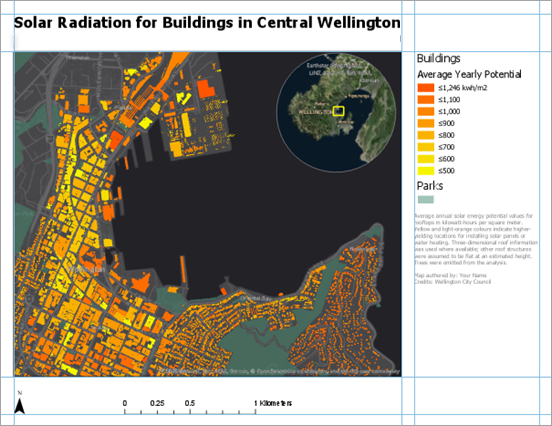 Solar Radiation for Buildings in Central Wellington
Buildings
Average Yearly Potential
≤1,246 kwh/m2
≤1,100
≤1,000
≤900
≤800
≤700
≤600
≤500
Parks
Average annual solar energy potential values for
rooftops in kilowatt-hours per square meter.
Yellow and light-orange colours indicate higher-
yielding locations for installing solar panels or
water heating. Three-dimensional roof information
was used where available; other roof structures
were assumed to be flat at an estimated height.
Trees were omitted from the analysis.
Map authored by: Your Name
Credits: Wellington City Council
WELLINGTON
Oriental Bay
N
0 0.25 0.5 1 Kilometers